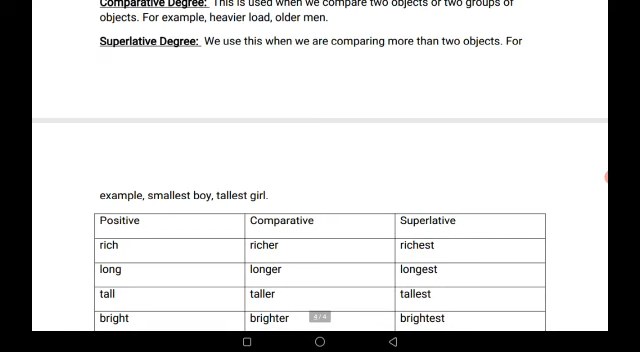 Comparative Degree: This is used when we compare two objects or two groups of
objects. For example, heavier load, older men.
Superlative Degree: We use this when we are comparing more than two objects. For
example, smallest boy, tallest girl.
Positive Comparative Superlative
rich richer richest
long longer longest
tall taller tallest
bright brighter brightest
4/4